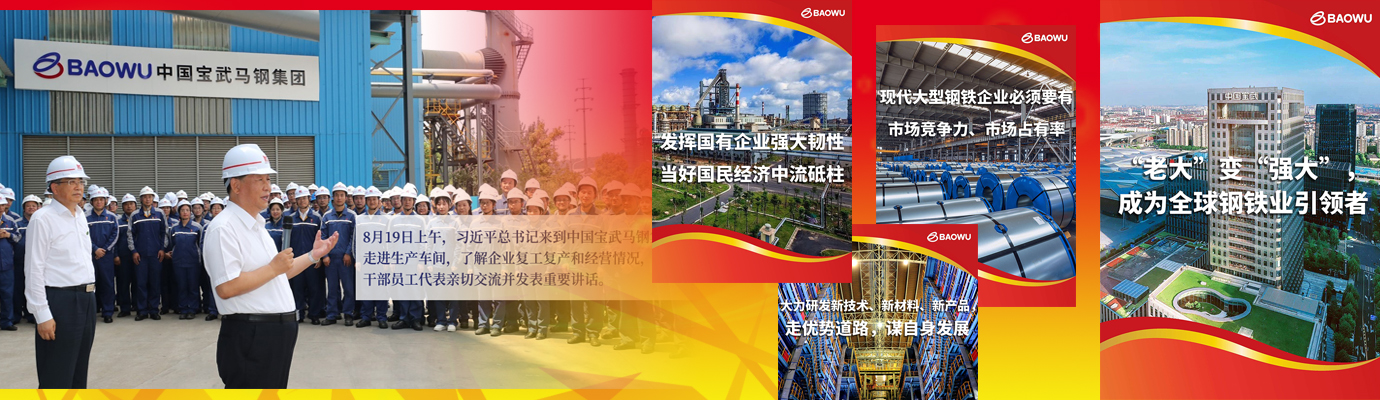 BAOWU 中国宝武马钢集团
8月19日上午，习近平总书记来到中国宝武马钢
走进生产车间，了解企业复工复产和经营情况，
干部员工代表亲切交流并发表重要讲话。
BAOWU
发挥国有企业强大韧性
当好国民经济中流砥柱
BAOWU
现代大型钢铁企业必须要有
市场竞争力、市场占有率
BAOWU
大力研发新技术、新材料、新产品，
走优势道路，谋自身发展
BAOWU
中国宝武
“老大”变“强大”，
成为全球钢铁业引领者